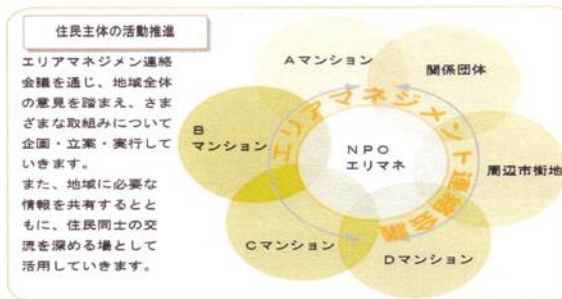 住民主体の活動推進
エリアマネジメン連絡
会議を通じ、地域全体
の意見を踏まえ、さま
ざまな取組みについて
企画・立案・実行して
いきます。
また、地域に必要な
情報を共有するとと
もに、住民同士の交
流を深める場として
活用していきます。
Aマンション
関係団体
B
マンション
NPO
エリマネ
周辺市街地
Cマンション
Dマンション
エリアマネジメント連絡会議